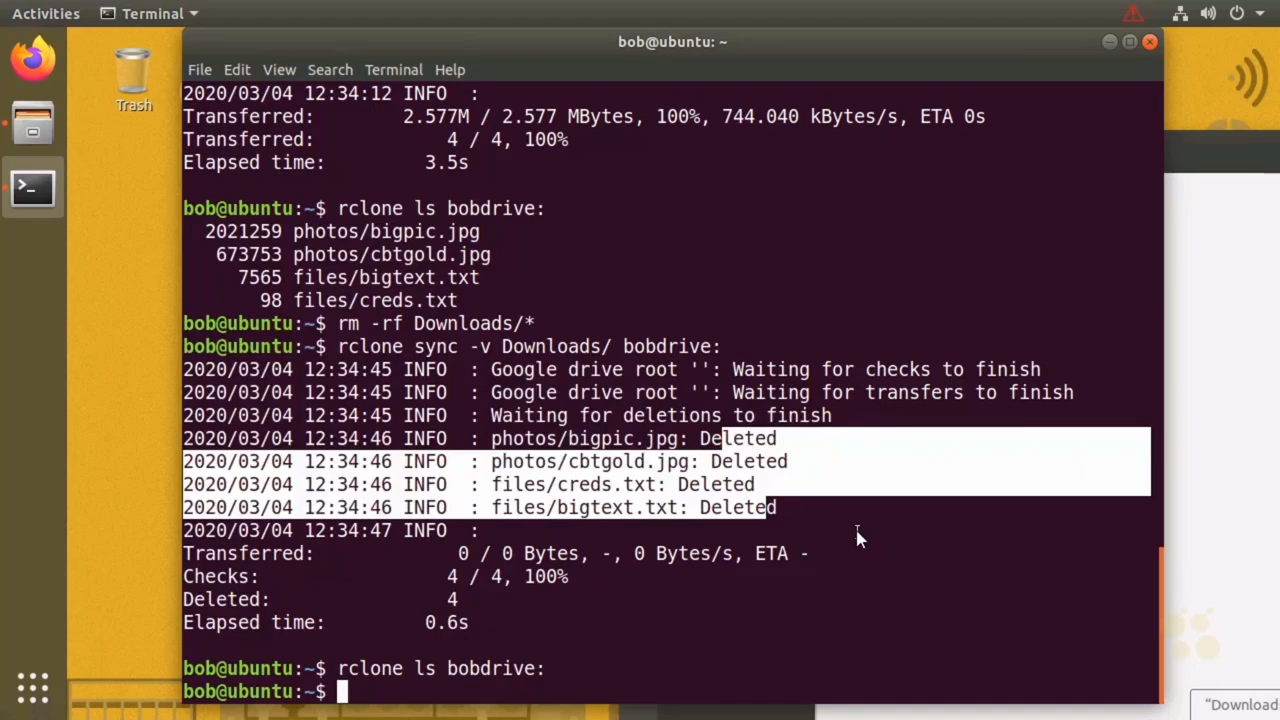 Activities Terminal
Trash
bob@ubuntu: ~
File Edit View Search Terminal Help
2020/03/04 12:34:12 INFO  :
Transferred:        2.577M / 2.577 MBytes, 100%, 744.040 kBytes/s, ETA 0s
Transferred:            4 / 4, 100%
Elapsed time:         3.5s
bob@ubuntu:~$ rclone ls bobdrive:
  2021259 photos/bigpic.jpg
   673753 photos/cbtgold.jpg
     7565 files/bigtext.txt
       98 files/creds.txt
bob@ubuntu:~$ rm -rf Downloads/*
bob@ubuntu:~$ rclone sync -v Downloads/ bobdrive:
2020/03/04 12:34:45 INFO  : Google drive root '': Waiting for checks to finish
2020/03/04 12:34:45 INFO  : Google drive root '': Waiting for transfers to finish
2020/03/04 12:34:45 INFO  : Waiting for deletions to finish
2020/03/04 12:34:46 INFO  : photos/bigpic.jpg: Deleted
2020/03/04 12:34:46 INFO  : photos/cbtgold.jpg: Deleted
2020/03/04 12:34:46 INFO  : files/creds.txt: Deleted
2020/03/04 12:34:46 INFO  : files/bigtext.txt: Deleted
2020/03/04 12:34:47 INFO  :
Transferred:             0 / 0 Bytes, -, 0 Bytes/s, ETA -
Checks:                 4 / 4, 100%
Deleted:                4
Elapsed time:         0.6s
bob@ubuntu:~$ rclone ls bobdrive:
bob@ubuntu:~$
“Download